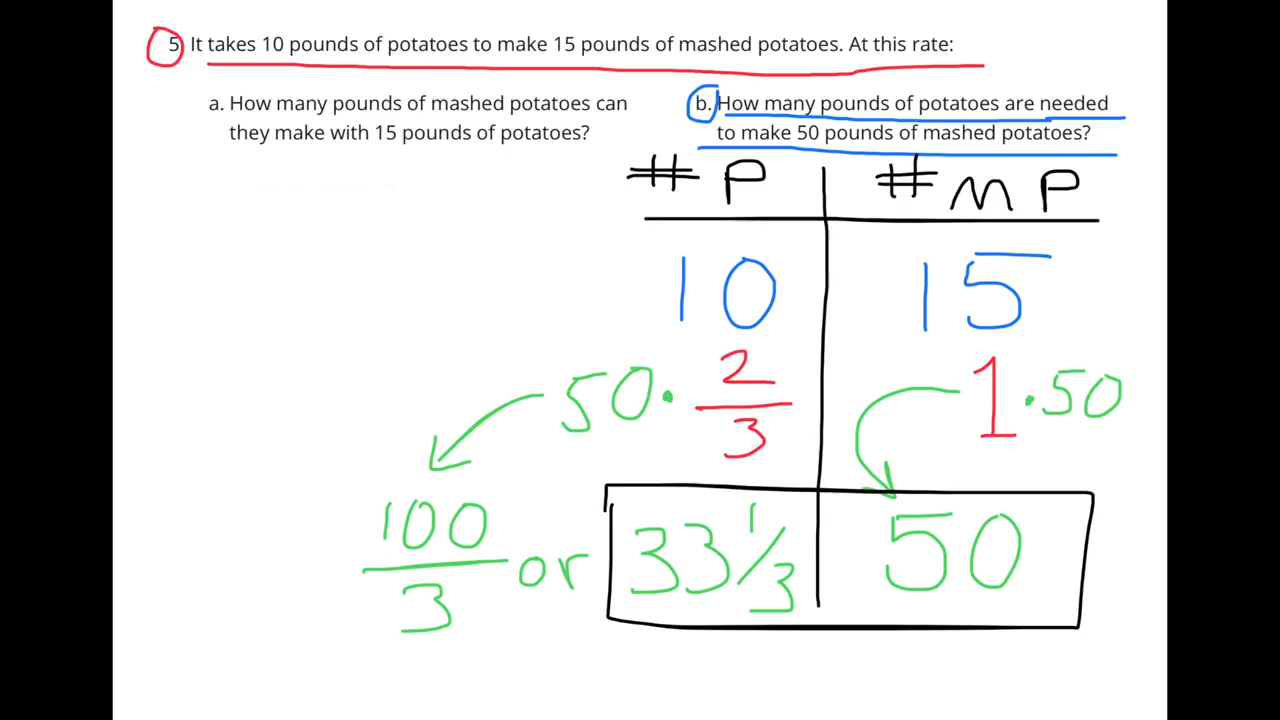 5. It takes 10 pounds of potatoes to make 15 pounds of mashed potatoes. At this rate:
a. How many pounds of mashed potatoes can
they make with 15 pounds of potatoes?
b. How many pounds of potatoes are needed
to make 50 pounds of mashed potatoes?
# P # M P
10 15
50 · 2/3 1 · 50
100/3 or 33 1/3 50